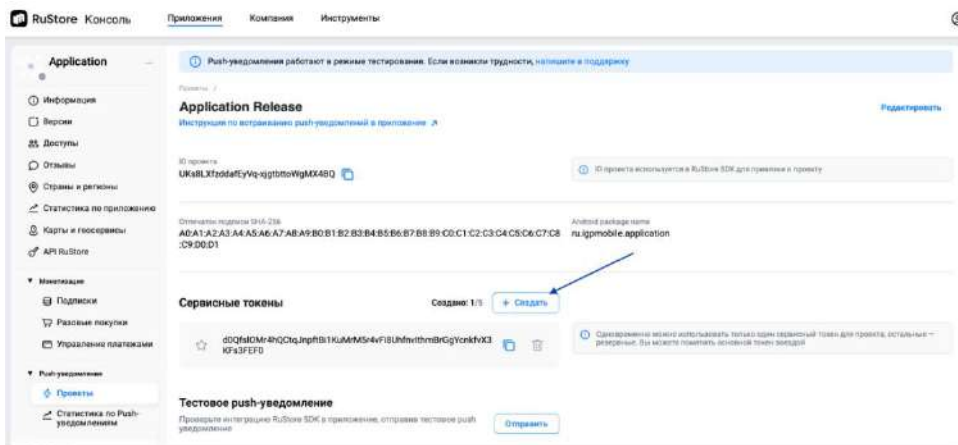 RuStore Консоль
Приложения
Компания
Инструменты
Application
Информация
Версии
Доступы
Отзывы
Страны и регионы
Статистика по приложению
Карты и геосервисы
API RuStore
Монетизация
Подписки
Разовые покупки
Управление платежами
Push-уведомления
Проекты
Статистика по Push-
уведомлениям
Push-уведомления работают в режиме тестирования. Если возникли трудности, напишите в поддержку
Проекты /
Application Release
Редактировать
Инструкция по встраиванию push-уведомлений в приложение
ID проекта
UKs8LXfzddafEyVq-xjgtbttoWgMX4BQ
ID проекта используется в RuStore SDK для привязки к проекту
Отпечаток подписи SHA-256
A0:A1:A2:A3:A4:A5:A6:A7:A8:A9:B0:B1:B2:B3:B4:B5:B6:B7:B8:B9:C0:C1:C2:C3:C4:C5:C6:C7:C8
:C9:D0:D1
Android package name
ru.igpmobile.application
Сервисные токены
Создано: 1/5
+ Создать
d0QfslOMr4hQCtqJnpftBi1KuMrM5r4vFi8UhfnvIthmBrGgYcnkfvX3
KFs3FEF0
Одновременно можно использовать только один сервисный токен для проекта, остальные —
резервные. Вы можете пометить основной токен звездой
Тестовое push-уведомление
Проверьте интеграцию RuStore SDK в приложение, отправив тестовое push
уведомление
Отправить